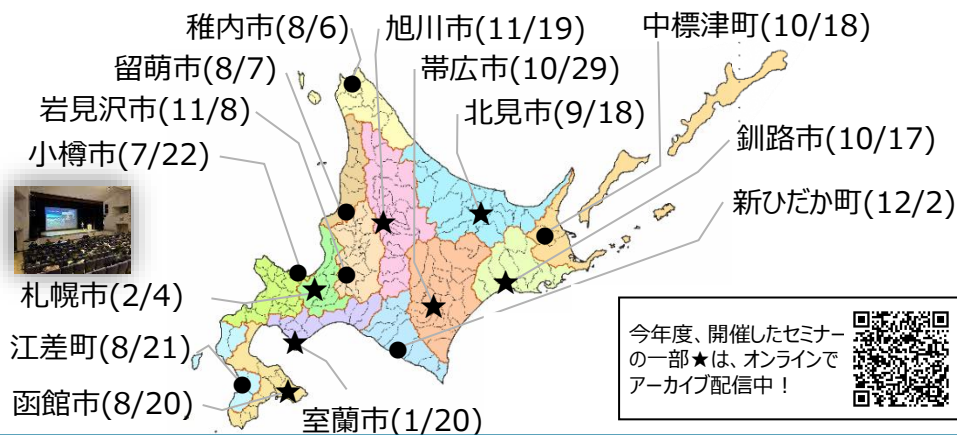 稚内市(8/6)
旭川市(11/19)
中標津町(10/18)
留萌市(8/7)
帯広市(10/29)
岩見沢市(11/8)
北見市(9/18)
小樽市(7/22)
釧路市(10/17)
新ひだか町(12/2)
札幌市(2/4)
江差町(8/21)
函館市(8/20)
室蘭市(1/20)
今年度、開催したセミナー
の一部★は、オンラインで
アーカイブ配信中！